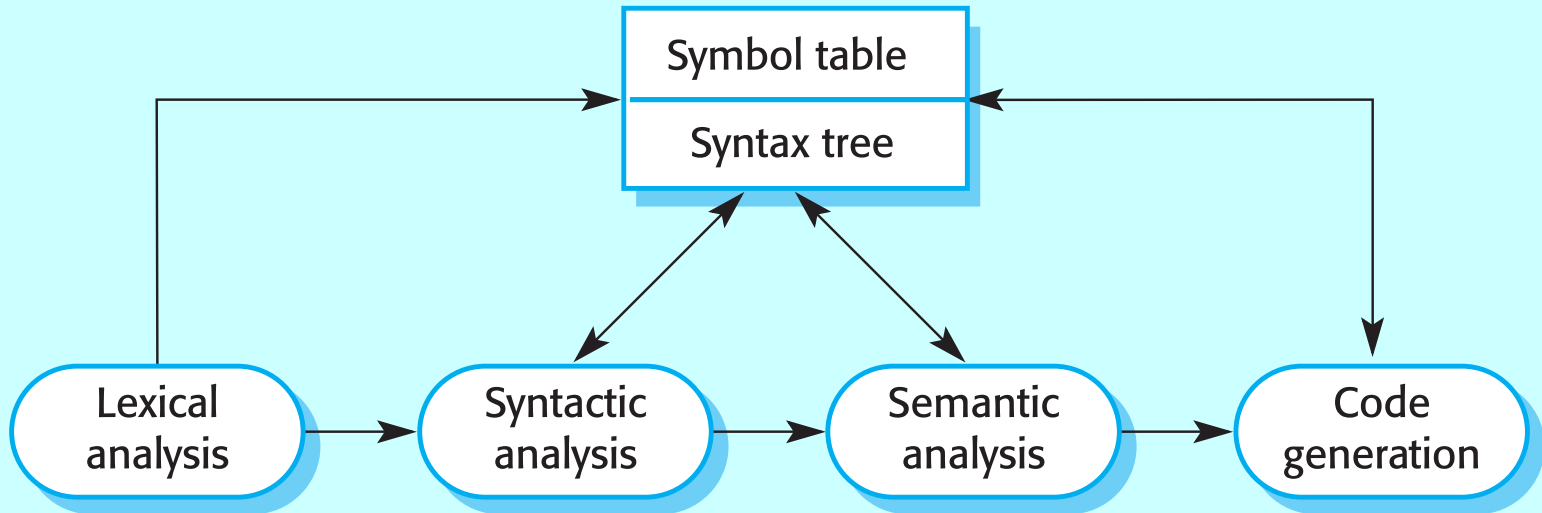 Symbol table
Syntax tree
Lexical
analysis
Syntactic
analysis
Semantic
analysis
Code
generation